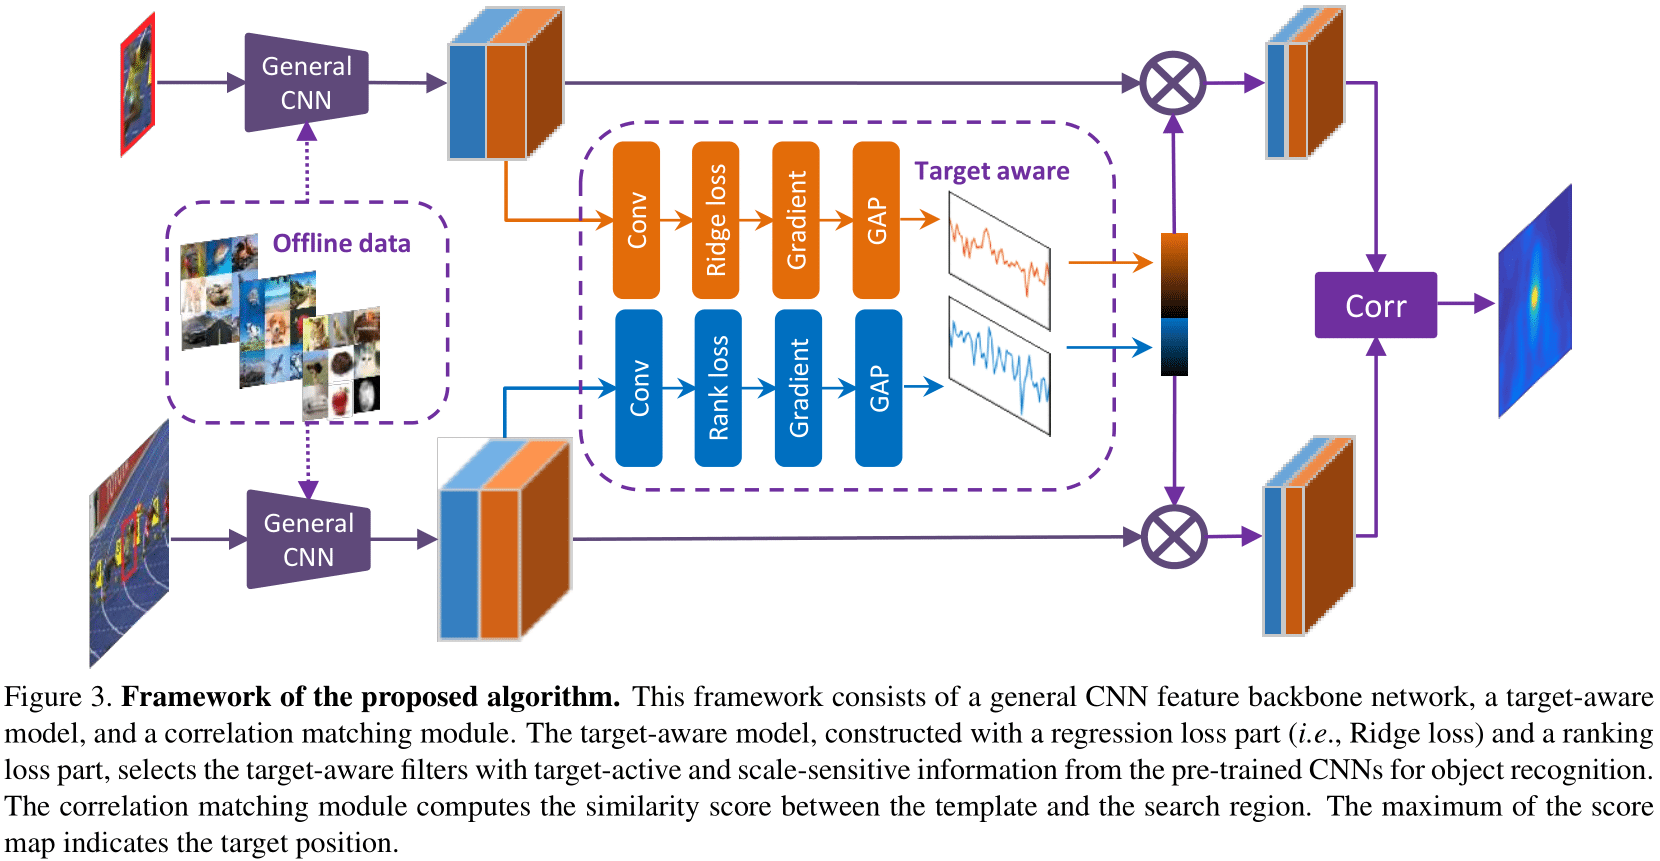 General
CNN
Offline data
General
CNN
Target aware
Conv
Ridge loss
Gradient
GAP
Conv
Rank loss
Gradient
GAP
Corr
Figure 3. Framework of the proposed algorithm. This framework consists of a general CNN feature backbone network, a target-aware
model, and a correlation matching module. The target-aware model, constructed with a regression loss part (i.e., Ridge loss) and a ranking
loss part, selects the target-aware filters with target-active and scale-sensitive information from the pre-trained CNNs for object recognition.
The correlation matching module computes the similarity score between the template and the search region. The maximum of the score
map indicates the target position.